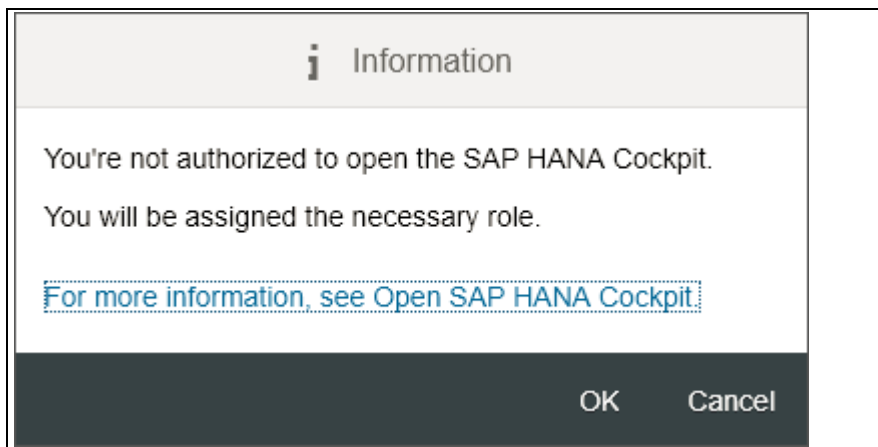 Information
You're not authorized to open the SAP HANA Cockpit.
You will be assigned the necessary role.
For more information, see Open SAP HANA Cockpit.
OK Cancel